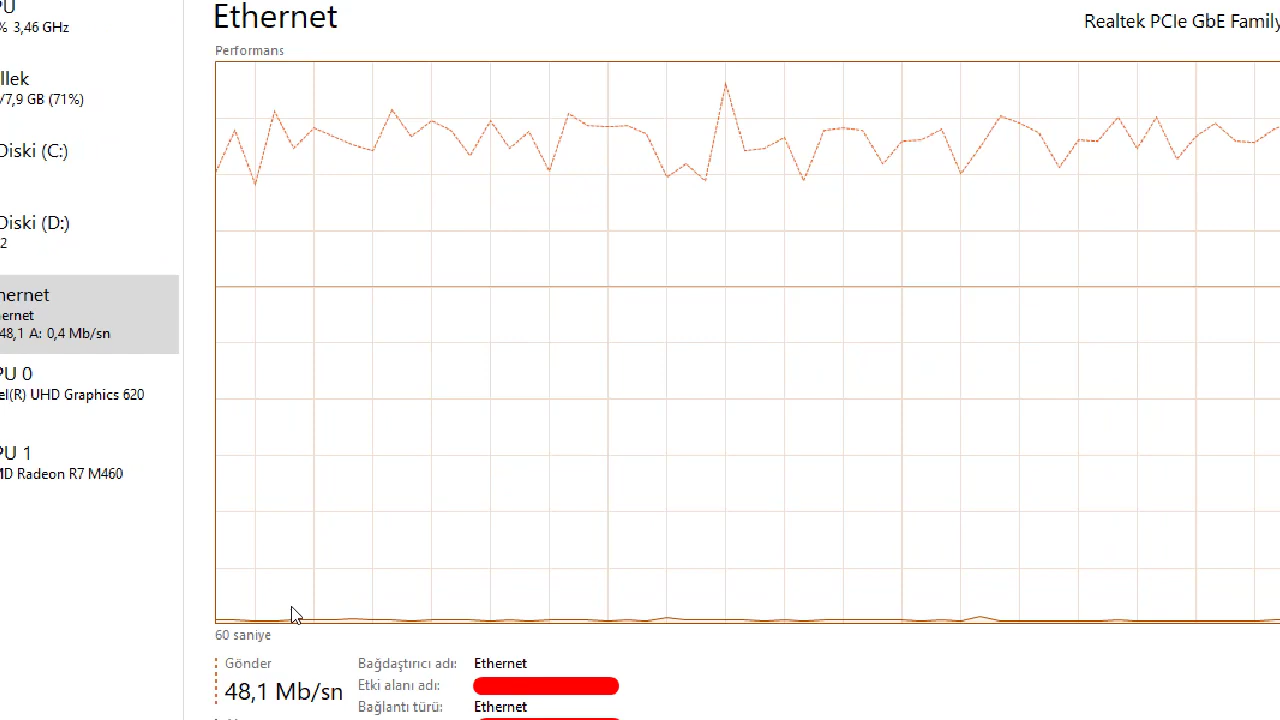 PU
% 3,46 GHz
llek
/7,9 GB (71%)
Diski (C:)
Diski (D:)
2
hernet
ernet
48,1 A: 0,4 Mb/sn
PU 0
el(R) UHD Graphics 620
PU 1
MD Radeon R7 M460
Ethernet
Realtek PCIe GbE Family
Performans
60 saniye
Gönder
48,1 Mb/sn
Bağdaştırıcı adı: Ethernet
Etki alanı adı:
Bağlantı türü: Ethernet